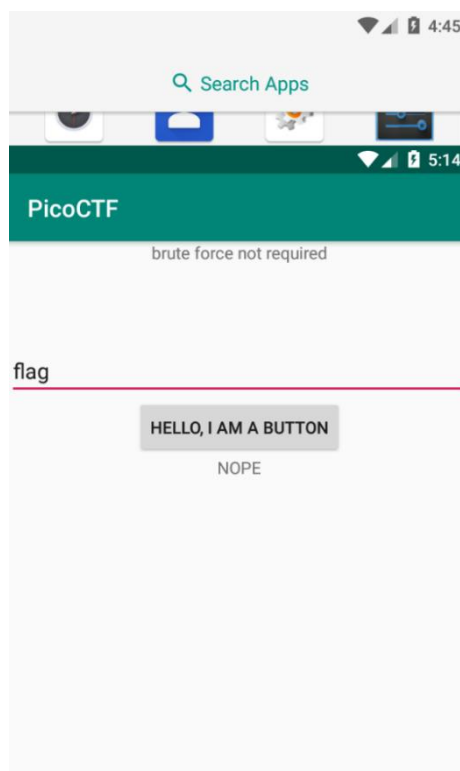 4:45
Search Apps
5:14
PicoCTF
brute force not required
flag
HELLO, I AM A BUTTON
NOPE